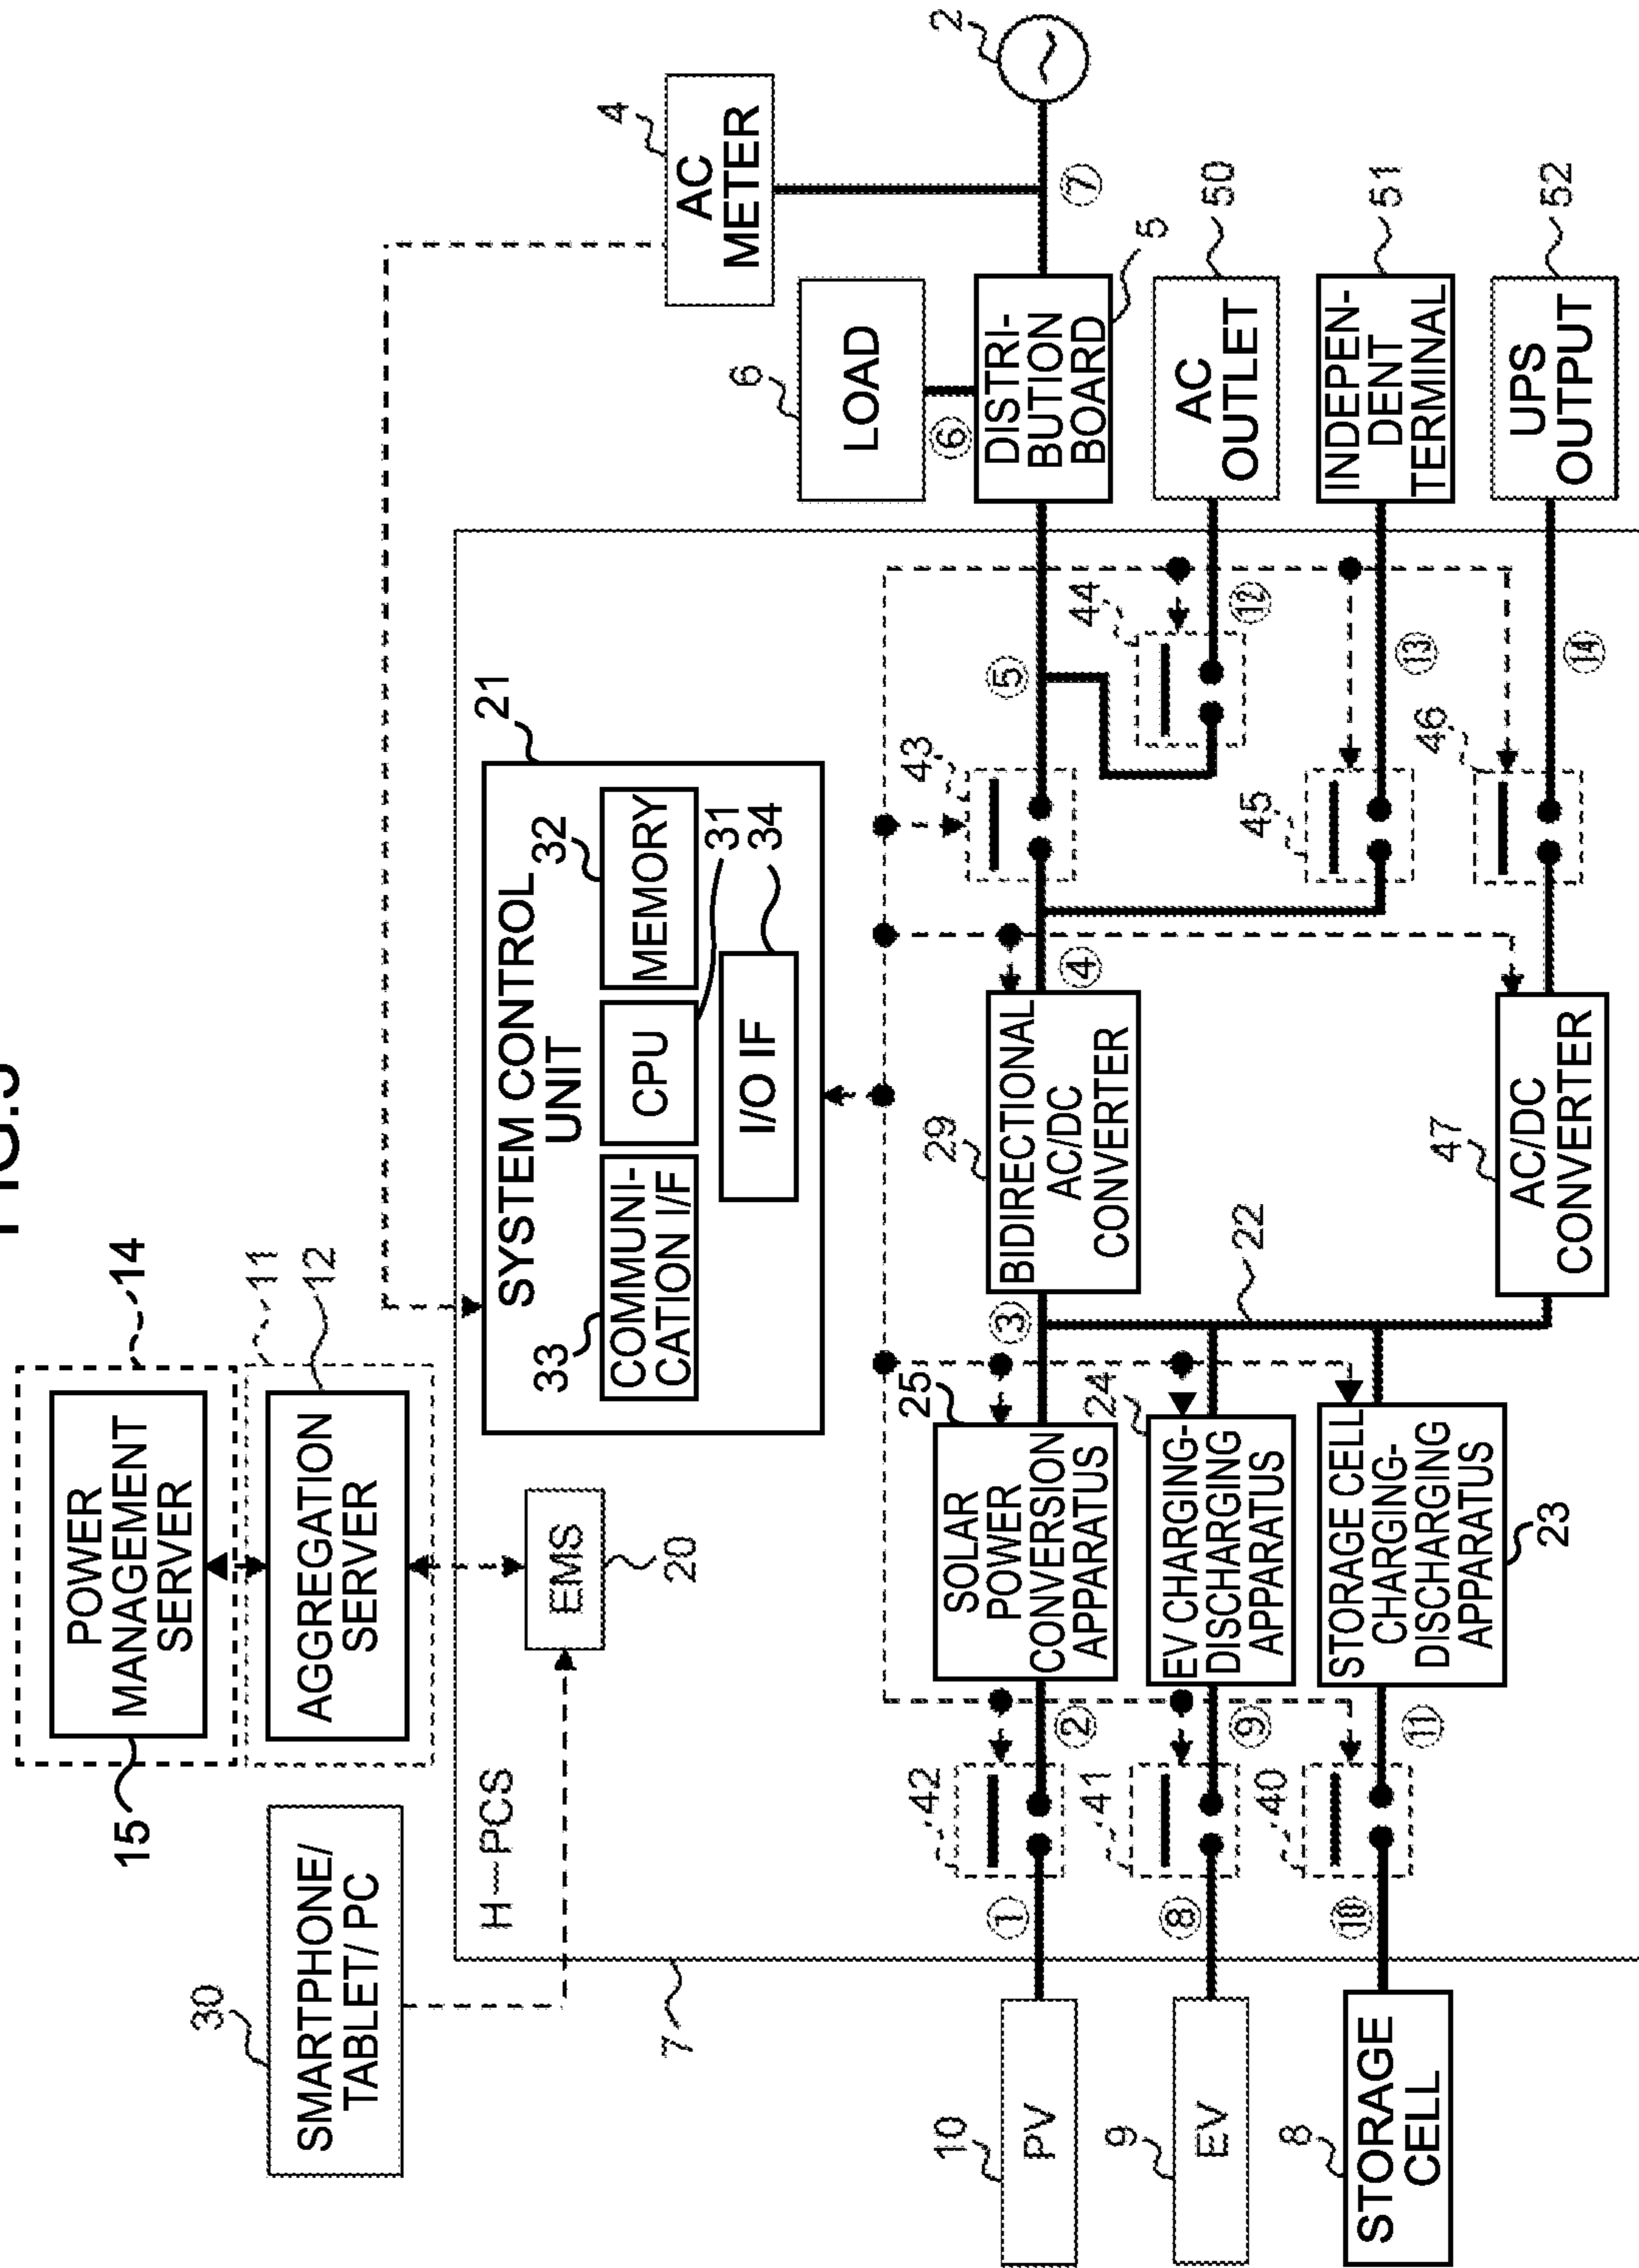 FIG.3
14
POWER
MANAGEMENT
SERVER
15
11
12
AGGREGATION
SERVER
30
SMARTPHONE/
TABLET/ PC
H---PCS
EMS
20
7
21
SYSTEM CONTROL
UNIT
33
COMMUNI-
CATION I/F
CPU
32
MEMORY
31
I/O IF
34
4
AC
METER
6
LOAD
⑥
2
⑦
DISTRI-
BUTION
BOARD
5
10
PV
①
42
②
25
SOLAR
POWER
CONVERSION
APPARATUS
③
29
BIDIRECTIONAL
AC/DC
CONVERTER
④
43
⑤
9
EV
⑧
41
⑨
24
EV CHARGING-
DISCHARGING
APPARATUS
22
44
⑫
AC
OUTLET
50
8
STORAGE
CELL
⑩
40
⑪
STORAGE CELL
CHARGING-
DISCHARGING
APPARATUS
23
45
⑬
INDEPEN-
DENT
TERMINAL
51
47
AC/DC
CONVERTER
46
⑭
UPS
OUTPUT
52